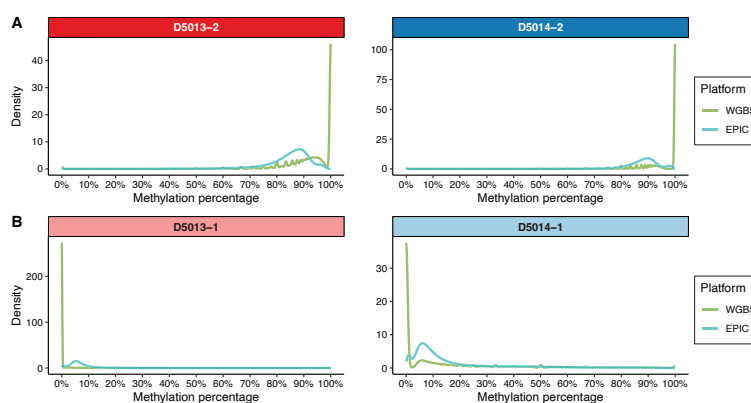 A
D5013−2
D5014−2
Density
40
30
20
10
0
0% 10% 20% 30% 40% 50% 60% 70% 80% 90% 100%
Methylation percentage
100
75
50
25
0
0% 10% 20% 30% 40% 50% 60% 70% 80% 90% 100%
Methylation percentage
Platform
WGBS
EPIC
B
D5013−1
D5014−1
Density
200
100
0
0% 10% 20% 30% 40% 50% 60% 70% 80% 90% 100%
Methylation percentage
30
20
10
0
0% 10% 20% 30% 40% 50% 60% 70% 80% 90% 100%
Methylation percentage
Platform
WGBS
EPIC